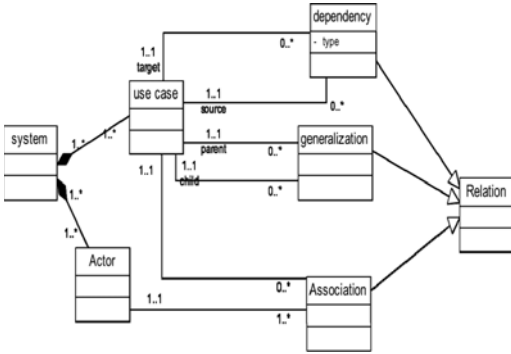 dependency
- type
1..1
target
0..*
use case
1..1
source
0..*
system
1..*
1..*
1..1
parent
0..*
generalization
1..1
child
0..*
1..1
Relation
1..*
1..*
Actor
0..*
Association
1..1
1..*